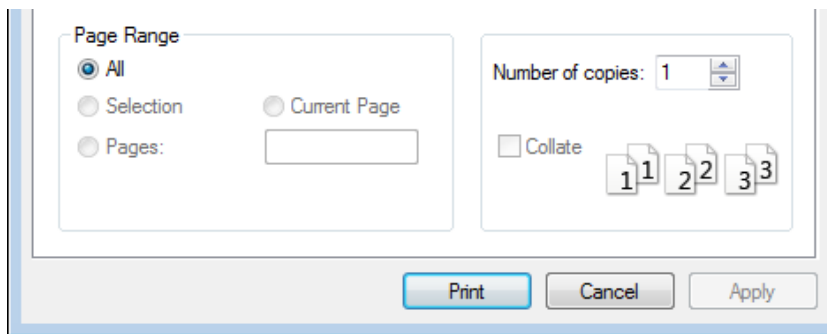 Page Range
All
Selection
Current Page
Pages:
Number of copies: 1
Collate
1 1 2 2 3 3
Print
Cancel
Apply